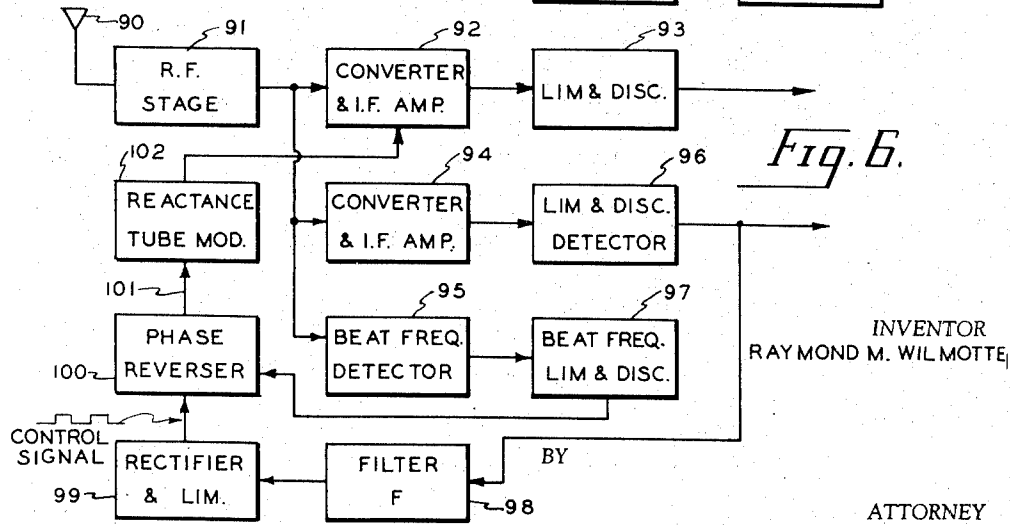 90
91
92
93
R.F.
STAGE
CONVERTER
& I.F. AMP.
LIM & DISC.
Fig. 6.
102
94
96
REACTANCE
TUBE MOD.
CONVERTER
& I.F. AMP.
LIM & DISC.
DETECTOR
101
95
97
PHASE
REVERSER
BEAT FREQ.
DETECTOR
BEAT FREQ.
LIM & DISC.
INVENTOR
RAYMOND M. WILMOTTE
100
CONTROL
SIGNAL
RECTIFIER
& LIM.
FILTER
F
BY
99
98
ATTORNEY